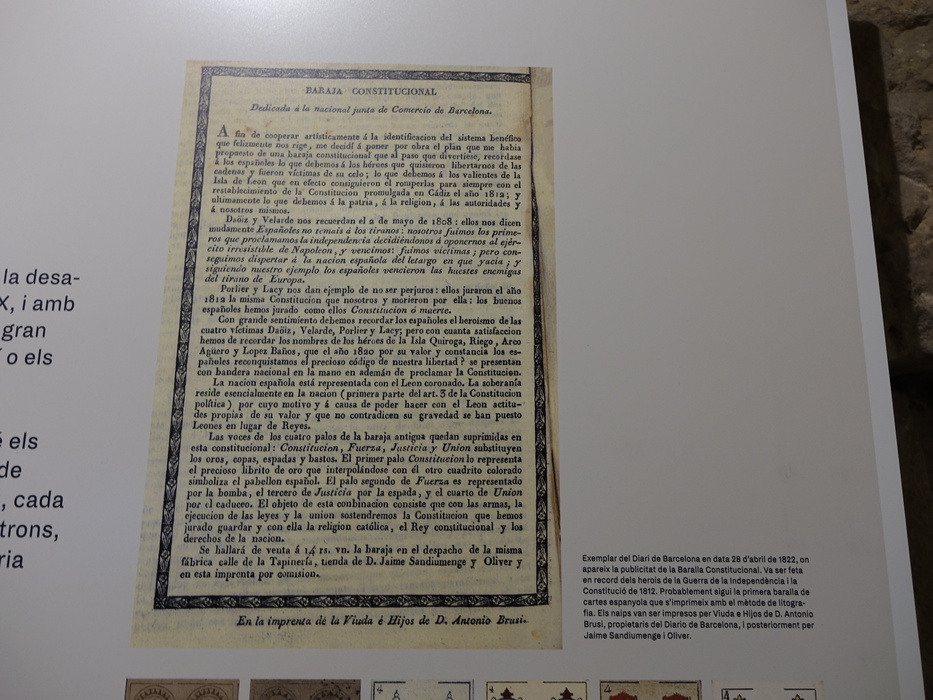 BARAJA CONSTITUCIONAL
Dedicada á la nacional junta de Comercio de Barcelona.
A fin de cooperar artísticamente á la identificacion del sistema benéfico
que felizmente nos rige, me decidí á poner por obra el plan que me habia
propuesto de una baraja constitucional que al paso que divertiese, recordase
á los españoles lo que debemos á los héroes que quisieron libertarnos de las
cadenas y fueron víctimas de su celo; lo que debemos á los valientes de la
Isla de Leon que en efecto consiguieron el romperlas para siempre con el
restablecimiento de la Constitucion promulgada en Cádiz el año 1812; y
ultimamente lo que debemos á la patria, á la religion, á las autoridades y
á nosotros mismos.
Daöiz y Velarde nos recuerdan el 2 de mayo de 1808: ellos nos dicen
mudamente Españoles no temais á los tiranos: nosotros fuimos los prime-
ros que proclamamos la independencia decidiéndonos á oponernos al ejér-
cito irresistible de Napoleon, y vencimos: fuimos víctimas; pero con-
seguimos dispertar á la nacion española del letargo en que yacia; y
siguiendo nuestro ejemplo los españoles vencieron las huestes enemigas
del tirano de Europa.
Porlier y Lacy nos dan ejemplo de no ser perjuros: ellos juraron el año
1812 la misma Constitucion que nosotros y morieron por ella: los buenos
españoles hemos jurado como ellos Constitucion ó muerte.
Con grande sentimiento debemos recordar los españoles el heroismo de las
cuatro víctimas Daöiz, Velarde, Porlier y Lacy; pero con cuanta satisfaccion
hemos de recordar los nombres de los héroes de la Isla Quiroga, Riego, Arco
Agüero y Lopez Baños, que el año 1820 por su valor y constancia los es-
pañoles reconquistamos el precioso código de nuestra libertad? se presentan
con bandera nacional en la mano en ademán de proclamar la Constitucion.
La nacion española está representada con el Leon coronado. La soberanía
reside esencialmente en la nacion (primera parte del art. 3 de la Constitucion
política) por cuyo motivo y á causa de poder hacer con el Leon actitu-
des propias de su valor y que no contradicen su gravedad se han puesto
Leones en lugar de Reyes.
Las voces de los cuatro palos de la baraja antigua quedan suprimidas en
esta constitucional: Constitucion, Fuerza, Justicia y Union substituyen
los oros, copas, espadas y bastos. El primer palo Constitucion lo representa
el precioso librito de oro que interpolándose con él otro cuadrito colorado
simboliza el pabellon español. El palo segundo de Fuerza es representado
por la bomba, el tercero de Justicia por la espada, y el cuarto de Union
por el caduceo. El objeto de esta conbinacion consiste que con las armas, la
ejecucion de las leyes y la union sostendremos la Constitucion que hemos
jurado guardar y con ella la religion católica, el Rey constitucional y los
derechos de la nacion.
Se hallará de venta á 14 rs. vn. la baraja en el despacho de la misma
fábrica calle de la Tapinería, tienda de D. Jaime Sandiumenge y Oliver y
en esta imprenta por comision.
En la imprenta de la Viuda é Hijos de D. Antonio Brusi.
la desa-
X, i amb
gran
o els
els
de
, cada
trons,
ria
Exemplar del Diari de Barcelona en data 28 d'abril de 1822, on
apareix la publicitat de la Baralla Constitucional. Va ser feta
en record dels herois de la Guerra de la Independència i la
Constitució de 1812. Probablement sigui la primera baralla de
cartes espanyola que s'imprimeix amb el mètode de litogra-
fia. Els naips van ser impresos per Viuda e Hijos de D. Antonio
Brusi, propietaris del Diario de Barcelona, i posteriorment per
Jaime Sandiumenge i Oliver.
4
4
4
4